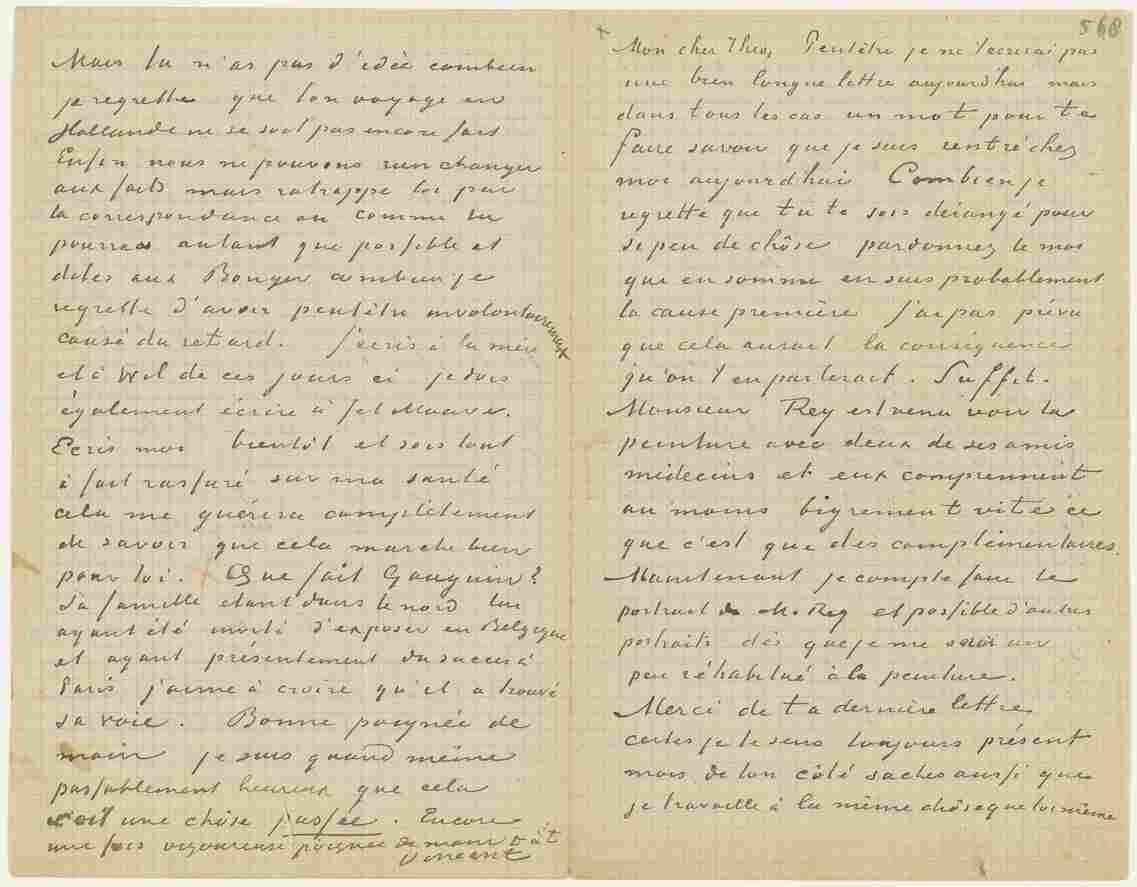 568
Mon cher Theo, Peutêtre je ne t'ecrirai pas
une bien longue lettre aujourd'hui mais
dans tous les cas un mot pour te
faire savoir que je suis rentré chez
moi aujourd'hui Combien je
regrette que tu te sois dérangé pour
si peu de chôse pardonnez le moi
que en somme en suis probablement
la cause première j'ai pas prévu
que cela aurait la conséquence
qu'on t'en parlerait. Suffit.
Monsieur Rey est venu voir la
peinture avec deux de ses amis
médecins et eux comprennent
au moins bigrement vite ce
que c'est que des complémentaires.
Maintenant je compte faire le
portrait de M. Rey et possible d'autres
portraits dès que je me serai un
peu réhabitué à la peinture.
Merci de ta dernière lettre
certes je te sens toujours présent
mais de ton côté saches aussi que
je travaille à la même chôse que toi même
Mais tu n'as pas d'idée combien
je regrette que ton voyage en
Hollande ne se soit pas encore fait
Enfin nous ne pouvons rien changer
aux faits mais ratrappe toi par
la correspondance ou comme tu
pourras autant que possible et
dites aux Bonger combien je
regrette d'avoir peutêtre involontairement
causé du retard. J'écris à la mère
et à Wil de ces jours ci je dois
également écrire à Jet Mauve.
Ecris moi bientôt et sois tout
à fait rassuré sur ma santé
cela me guérira complètement
de savoir que cela marche bien
pour toi. Que fait Gauguin?
Sa famille etant dans le nord lui
ayant été invité d'exposer en Belgique
et ayant présentement du succès à
Paris j'aime à croire qu'il a trouvé
sa voie. Bonne poignée de
main je suis quand même
passablement heureux que cela
soit une chôse passée. Encore
une fois vigoureuse poignée de main t. à t.
Vincent